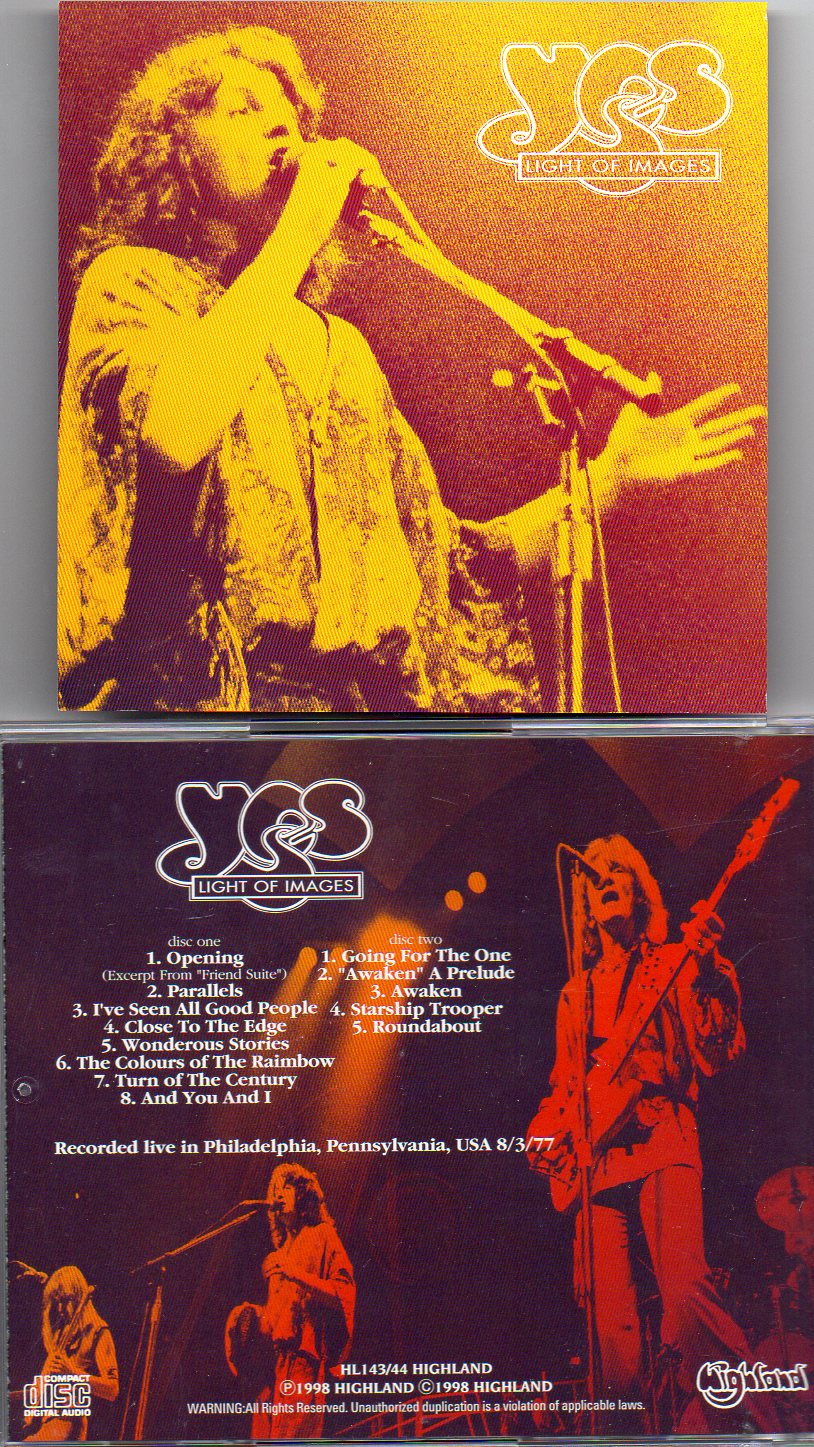 YES
LIGHT OF IMAGES
YES
LIGHT OF IMAGES
disc one
1. Opening
(Excerpt From "Friend Suite")
2. Parallels
3. I've Seen All Good People
4. Close To The Edge
5. Wonderous Stories
6. The Colours of The Raimbow
7. Turn of The Century
8. And You And I
disc two
1. Going For The One
2. "Awaken" A Prelude
3. Awaken
4. Starship Trooper
5. Roundabout
Recorded live in Philadelphia, Pennsylvania, USA 8/3/77
COMPACT
disc
DIGITAL AUDIO
HL143/44 HIGHLAND
Ⓟ1998 HIGHLAND ©1998 HIGHLAND
WARNING:All Rights Reserved. Unauthorized duplication is a violation of applicable laws.
Highland